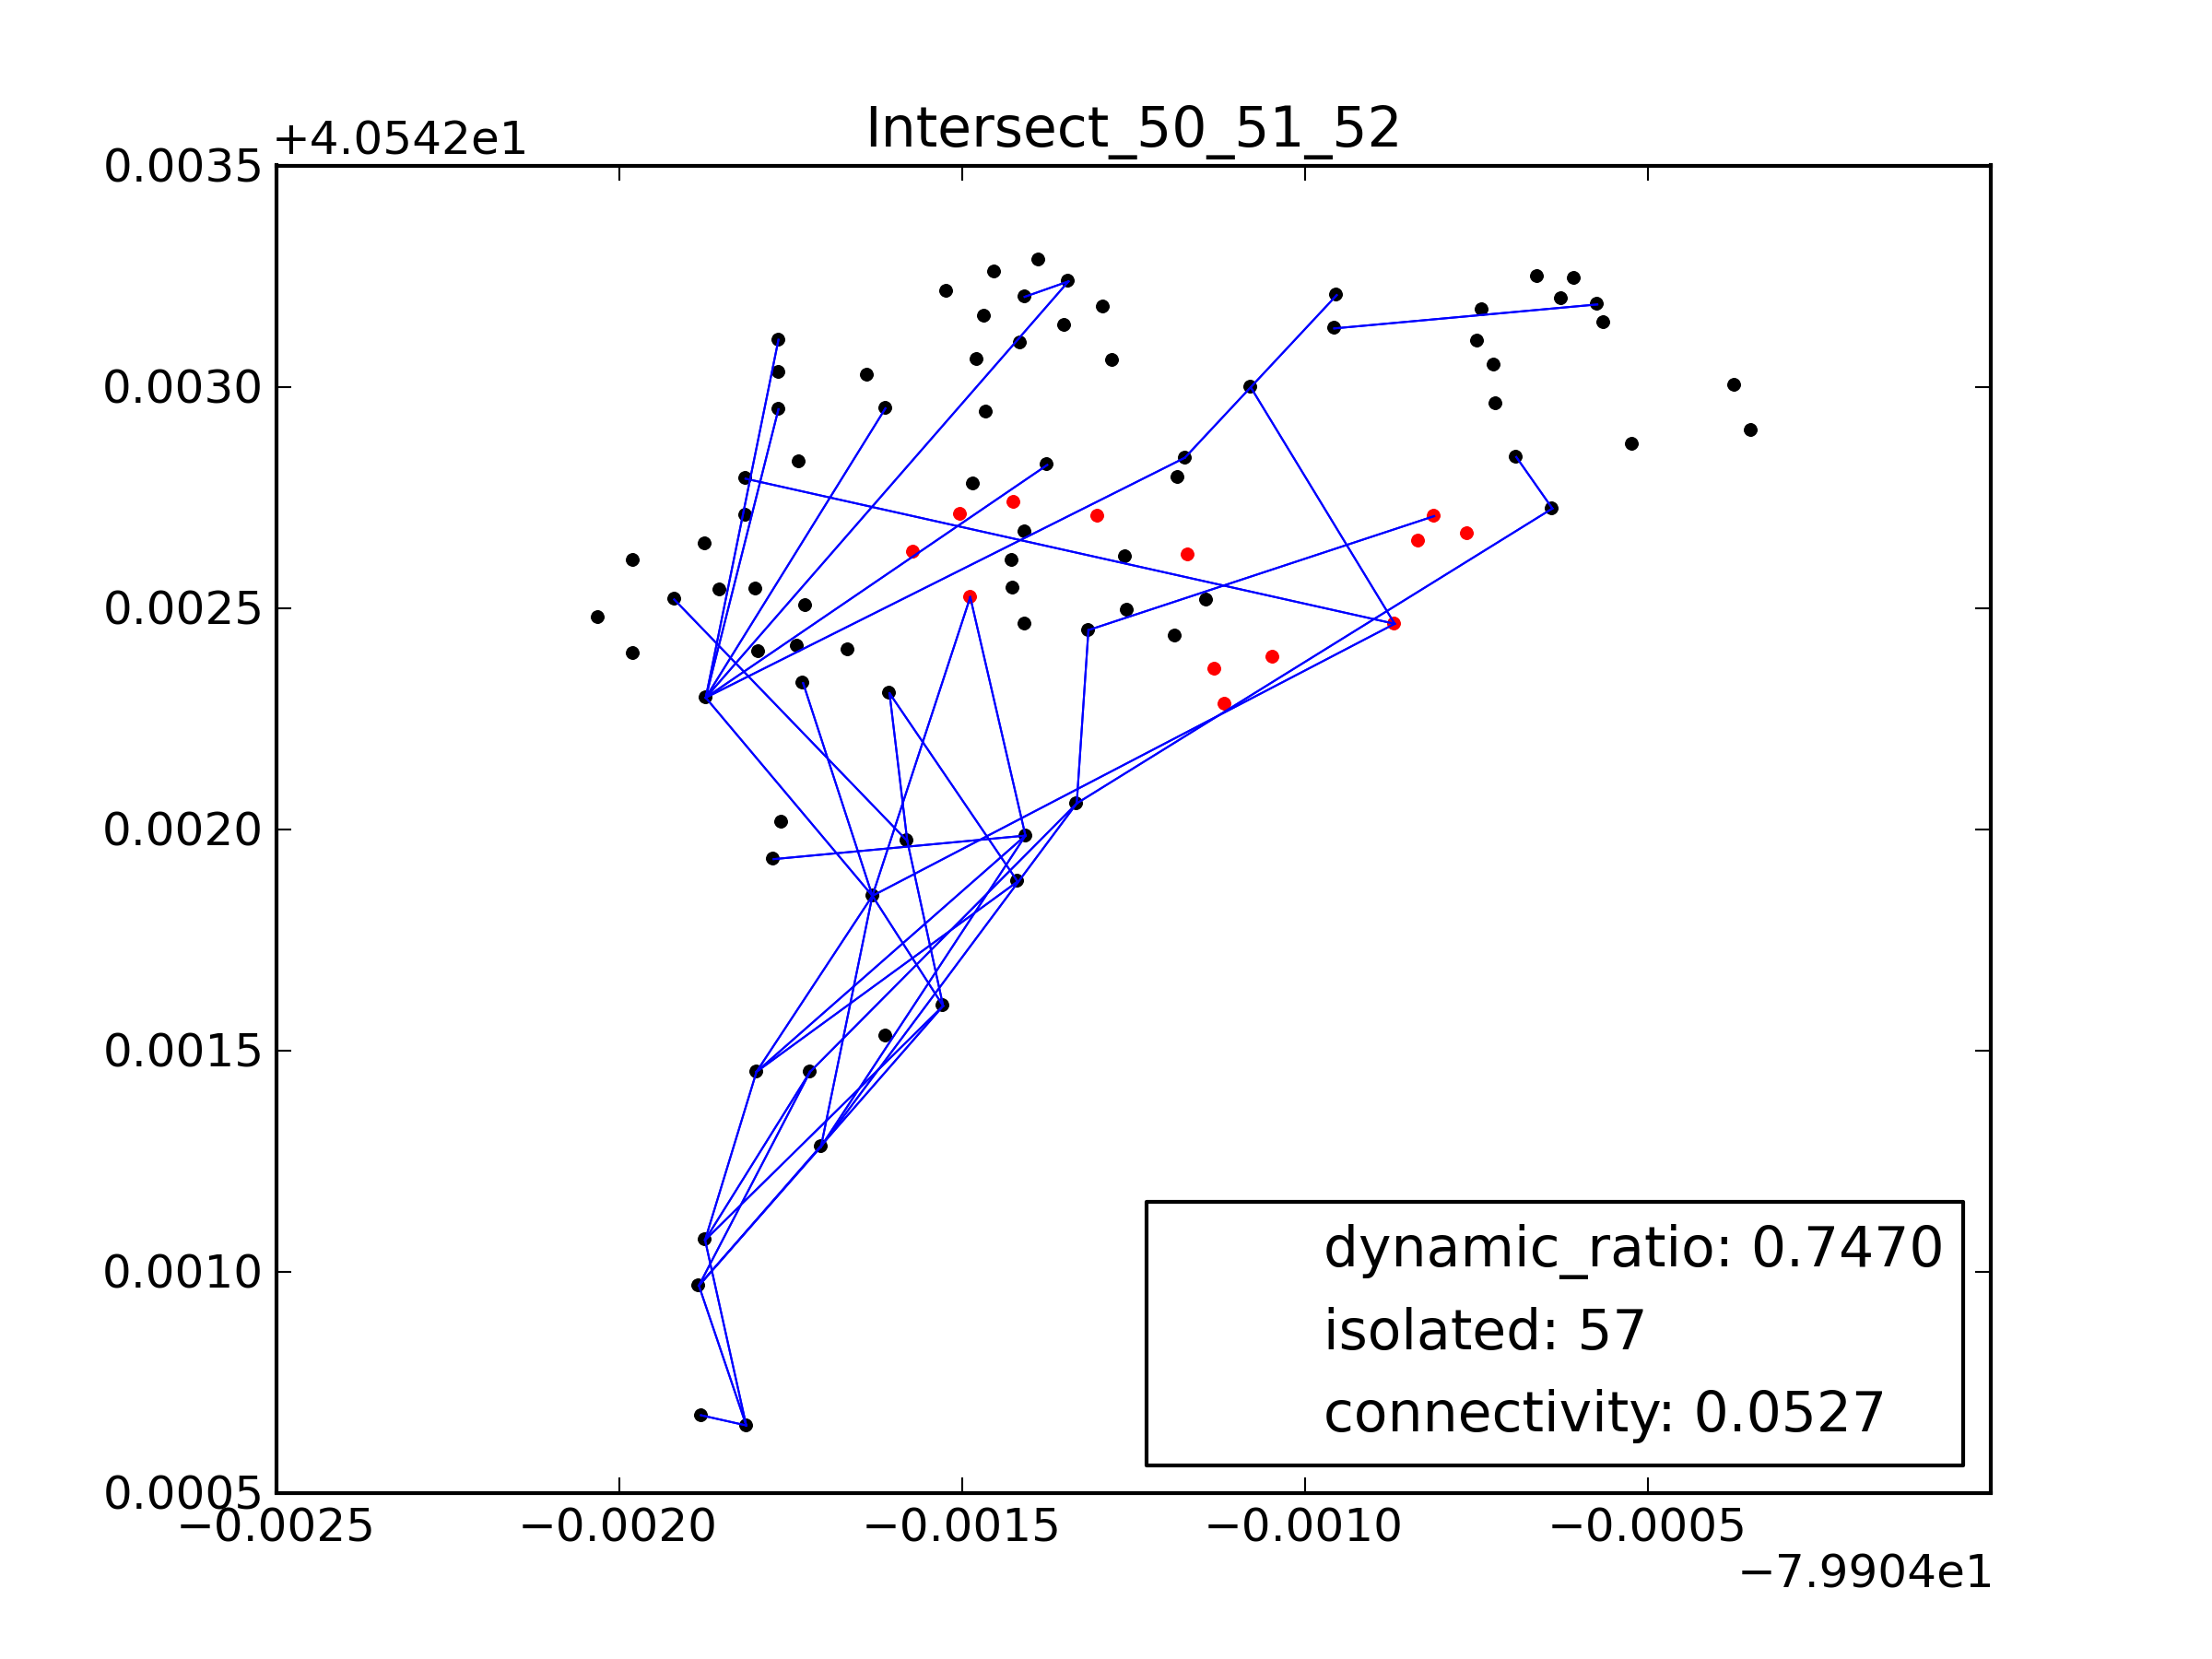 Intersect_50_51_52
+4.0542e1
0.0035
0.0030
0.0025
0.0020
0.0015
0.0010
0.0005
dynamic_ratio: 0.7470
isolated: 57
connectivity: 0.0527
−0.0025 −0.0020 −0.0015 −0.0010 −0.0005
−7.9904e1